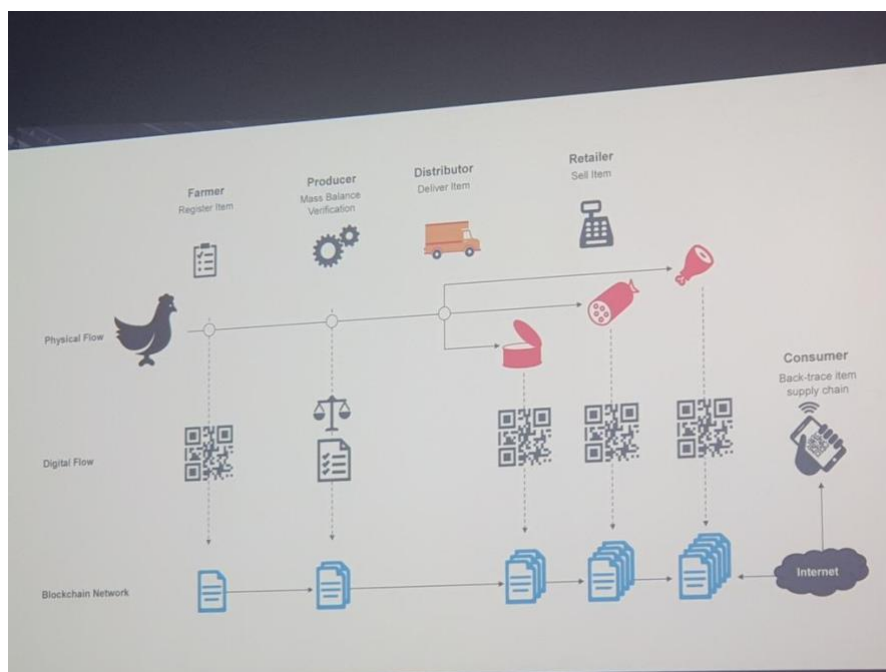 Farmer
Register Item
Producer
Mass Balance
Verification
Distributor
Deliver Item
Retailer
Sell Item
Physical Flow
Consumer
Back-trace item
supply chain
Digital Flow
Blockchain Network
Internet